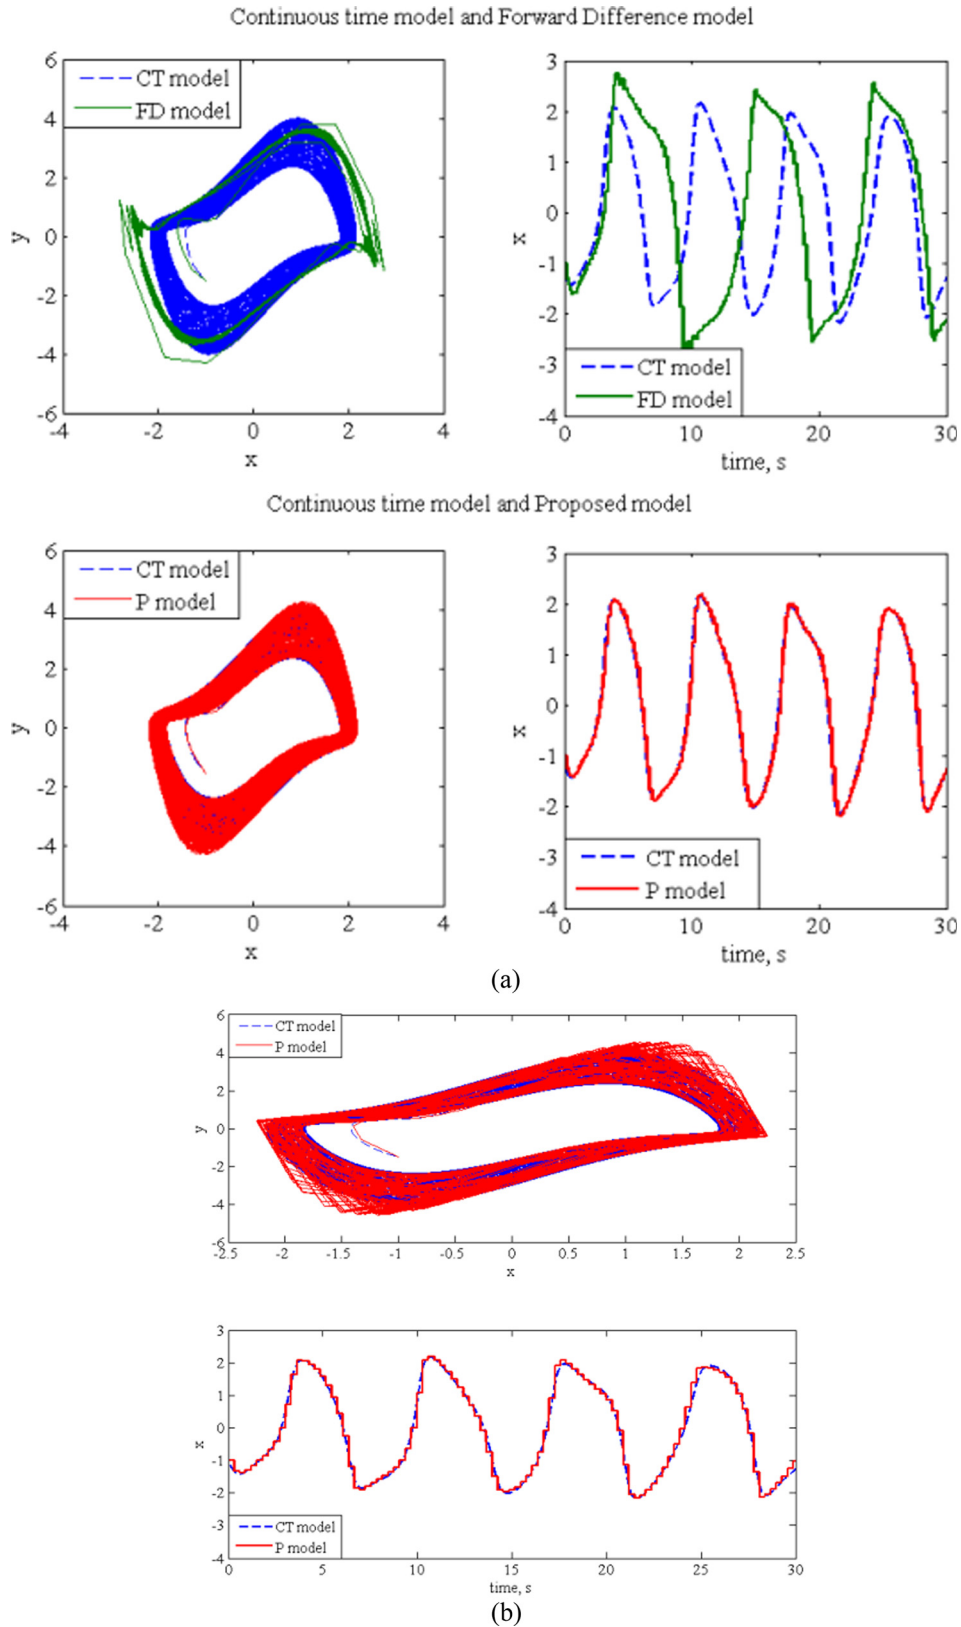 Continuous time model and Forward Difference model
6
4
2
0
-2
-4
-6
y
-4
-2
0
2
4
x
CT model
FD model
3
2
1
0
-1
-2
-3
-4
x
0
10
20
30
time, s
CT model
FD model
Continuous time model and Proposed model
6
4
2
0
-2
-4
-6
y
-4
-2
0
2
4
x
CT model
P model
3
2
1
0
-1
-2
-3
-4
x
0
10
20
30
time, s
CT model
P model
(a)
6
4
2
0
-2
-4
-6
y
-2.5
-2
-1.5
-1
-0.5
0
0.5
1
1.5
2
2.5
x
CT model
P model
3
2
1
0
-1
-2
-3
-4
x
0
5
10
15
20
25
30
time, s
CT model
P model
(b)